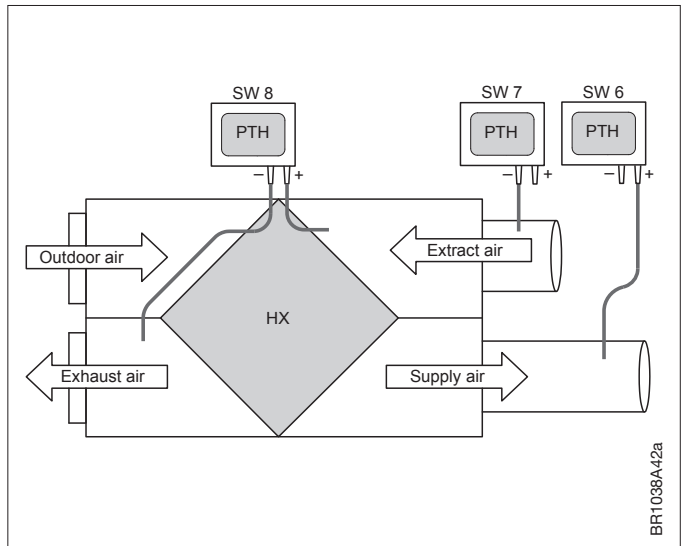 SW 8
SW 7
SW 6
PTH
PTH
PTH
– +
– +
– +
Outdoor air
Extract air
HX
Exhaust air
Supply air
BR1038A42a